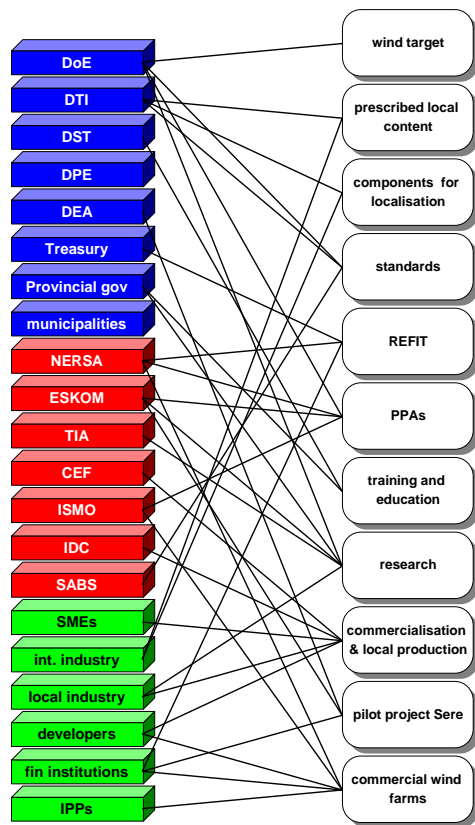 DoE
DTI
DST
DPE
DEA
Treasury
Provincial gov
municipalities
NERSA
ESKOM
TIA
CEF
ISMO
IDC
SABS
SMEs
int. industry
local industry
developers
fin institutions
IPPs
wind target
prescribed local
content
components for
localisation
standards
REFIT
PPAs
training and
education
research
commercialisation
& local production
pilot project Sere
commercial wind
farms